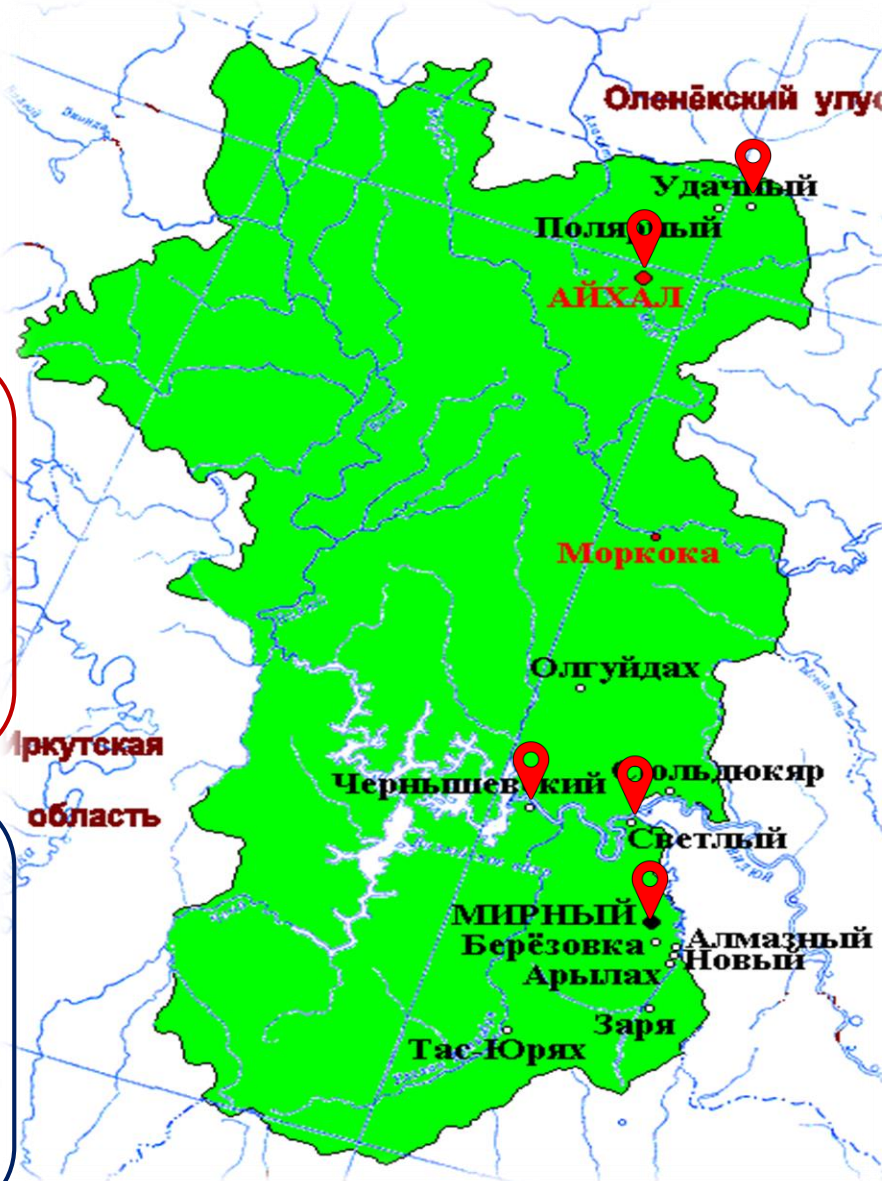 Оленёкский улус
Удачный
Полярный
АЙХАЛ
Моркока
Олгуйдах
Иркутская
область
Чернышевский
Сюльдюкяр
Светлый
МИРНЫЙ
Берёзовка
Алмазный
Новый
Арылах
Заря
Тас-Юрях